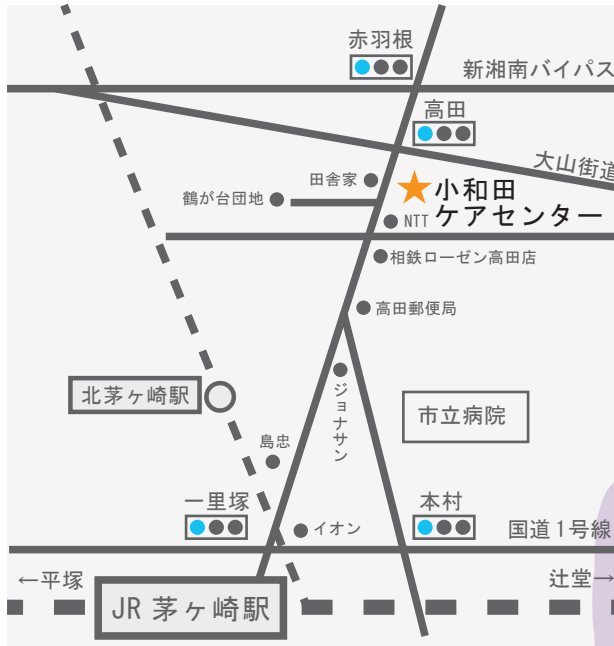 赤羽根
新湘南バイパス
高田
大山街道
田舎家
鶴が台団地
小和田
ケアセンター
NTT
相鉄ローゼン高田店
高田郵便局
ジョナサン
北茅ヶ崎駅
市立病院
島忠
一里塚
本村
イオン
国道1号線
←平塚
辻堂→
JR 茅ヶ崎駅